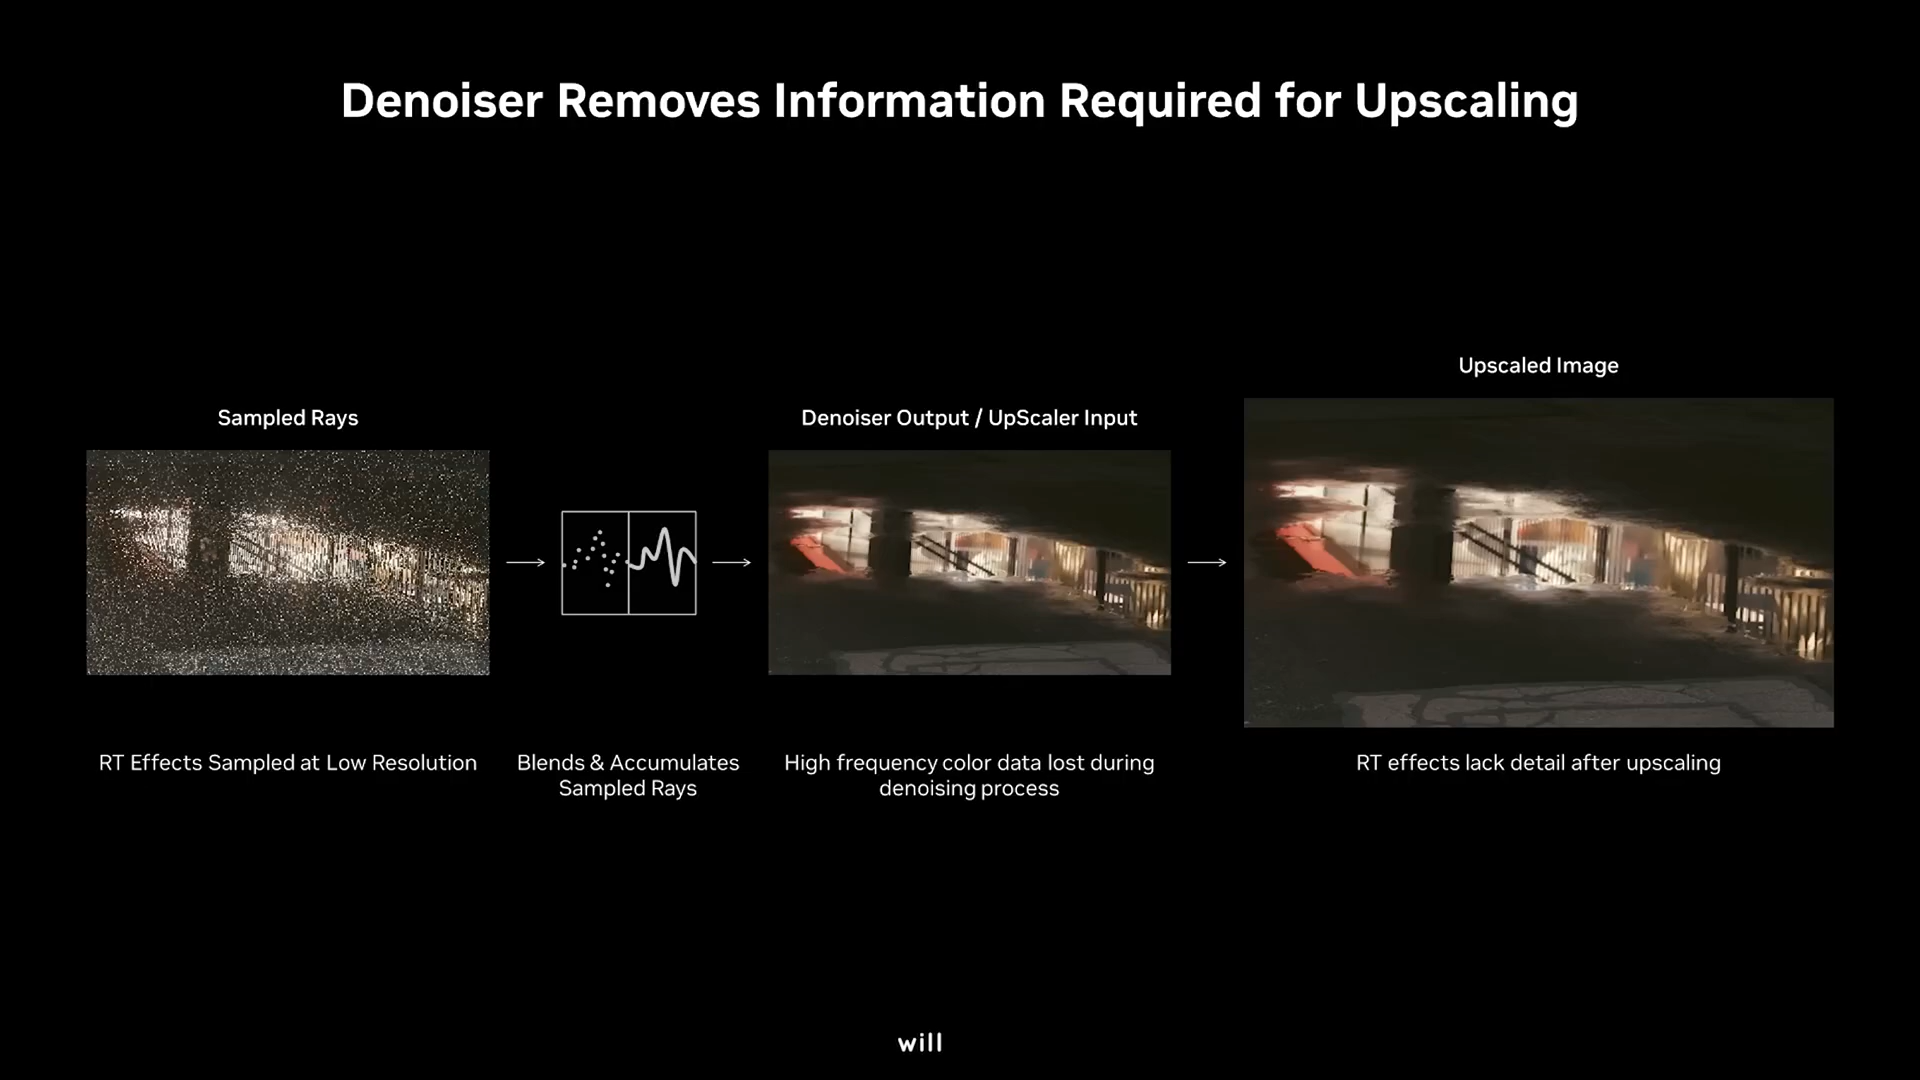 Denoiser Removes Information Required for Upscaling
Sampled Rays
Denoiser Output / UpScaler Input
Upscaled Image
RT Effects Sampled at Low Resolution
Blends & Accumulates
Sampled Rays
High frequency color data lost during
denoising process
RT effects lack detail after upscaling
will